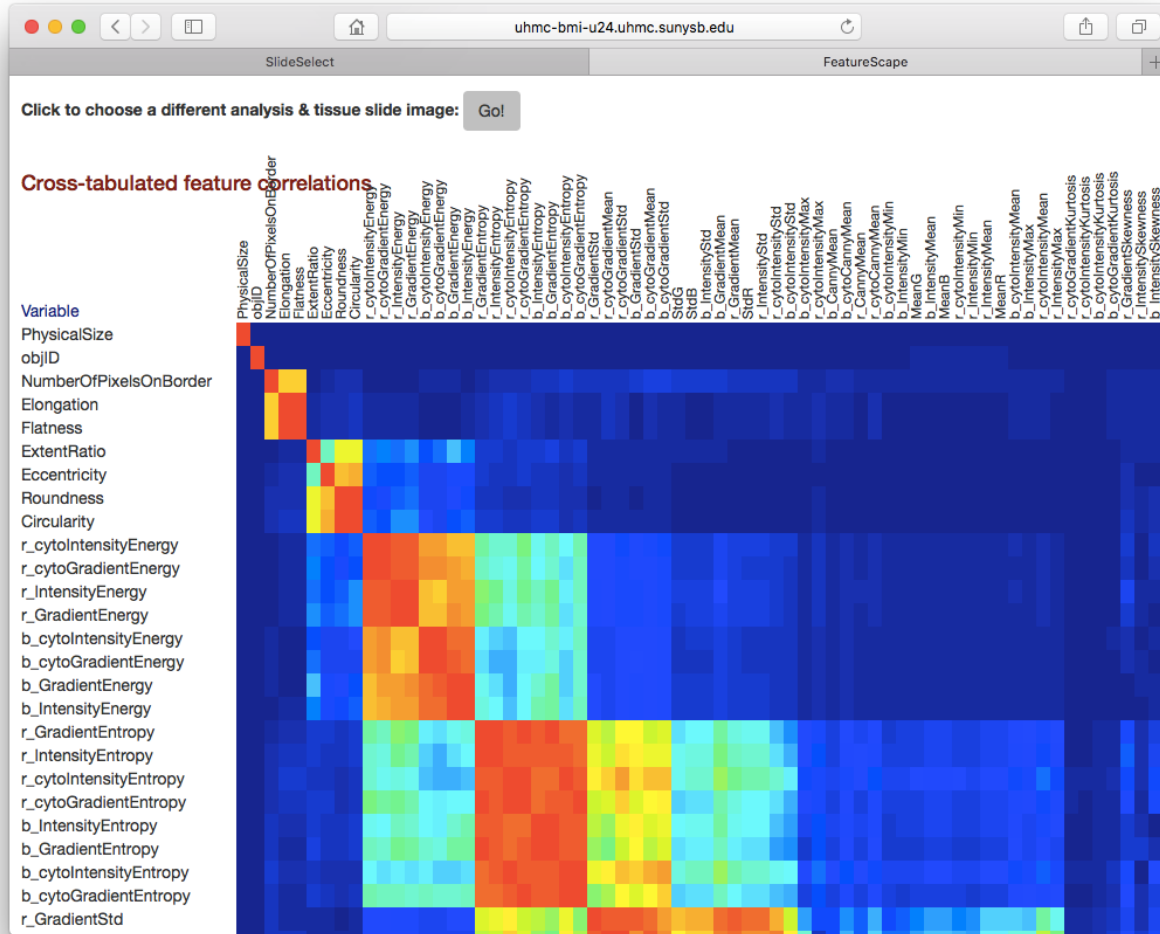 uhmc-bmi-u24.uhmc.sunysb.edu
SlideSelect
FeatureScape
Click to choose a different analysis & tissue slide image: Go!
Cross-tabulated feature correlations
PhysicalSize
objID
NumberOfPixelsOnBorder
Elongation
Flatness
ExtentRatio
Eccentricity
Roundness
Circularity
r_cytoIntensityEnergy
r_cytoGradientEnergy
r_IntensityEnergy
r_GradientEnergy
b_cytoIntensityEnergy
b_cytoGradientEnergy
b_GradientEnergy
b_IntensityEnergy
r_GradientEntropy
r_IntensityEntropy
r_cytoIntensityEntropy
r_cytoGradientEntropy
b_IntensityEntropy
b_GradientEntropy
b_cytoIntensityEntropy
b_cytoGradientEntropy
r_GradientStd
r_cytoGradientMean
r_cytoGradientStd
b_GradientStd
b_cytoGradientMean
b_cytoGradientStd
StdG
StdB
b_IntensityStd
b_GradientMean
r_GradientMean
StdR
r_IntensityStd
r_cytoIntensityStd
b_cytoIntensityStd
b_cytoIntensityMax
r_cytoIntensityMax
b_CannyMean
b_cytoCannyMean
r_CannyMean
r_cytoCannyMean
b_cytoIntensityMin
b_IntensityMin
MeanG
b_IntensityMean
MeanB
r_cytoIntensityMin
r_IntensityMin
r_IntensityMean
MeanR
b_cytoIntensityMean
b_IntensityMax
r_cytoIntensityMean
r_IntensityMax
r_cytoGradientKurtosis
r_cytoIntensityKurtosis
b_cytoIntensityKurtosis
b_cytoGradientKurtosis
r_GradientSkewness
r_IntensitySkewness
b_IntensitySkewness
Variable
PhysicalSize
objID
NumberOfPixelsOnBorder
Elongation
Flatness
ExtentRatio
Eccentricity
Roundness
Circularity
r_cytoIntensityEnergy
r_cytoGradientEnergy
r_IntensityEnergy
r_GradientEnergy
b_cytoIntensityEnergy
b_cytoGradientEnergy
b_GradientEnergy
b_IntensityEnergy
r_GradientEntropy
r_IntensityEntropy
r_cytoIntensityEntropy
r_cytoGradientEntropy
b_IntensityEntropy
b_GradientEntropy
b_cytoIntensityEntropy
b_cytoGradientEntropy
r_GradientStd